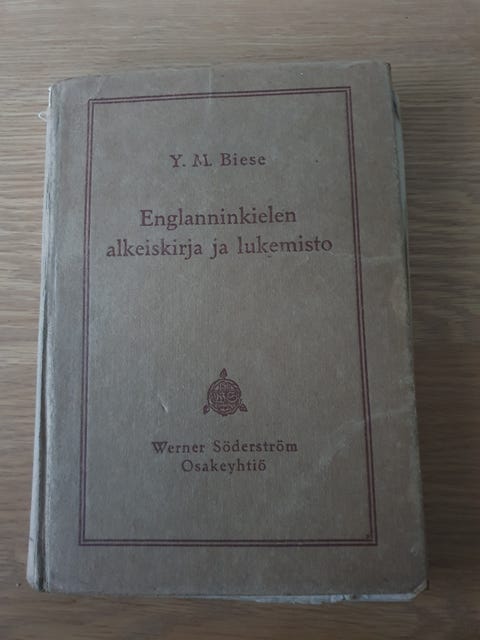 Y. M. Biese
Englanninkielen
alkeiskirja ja lukemisto
Werner Söderström
Osakeyhtiö